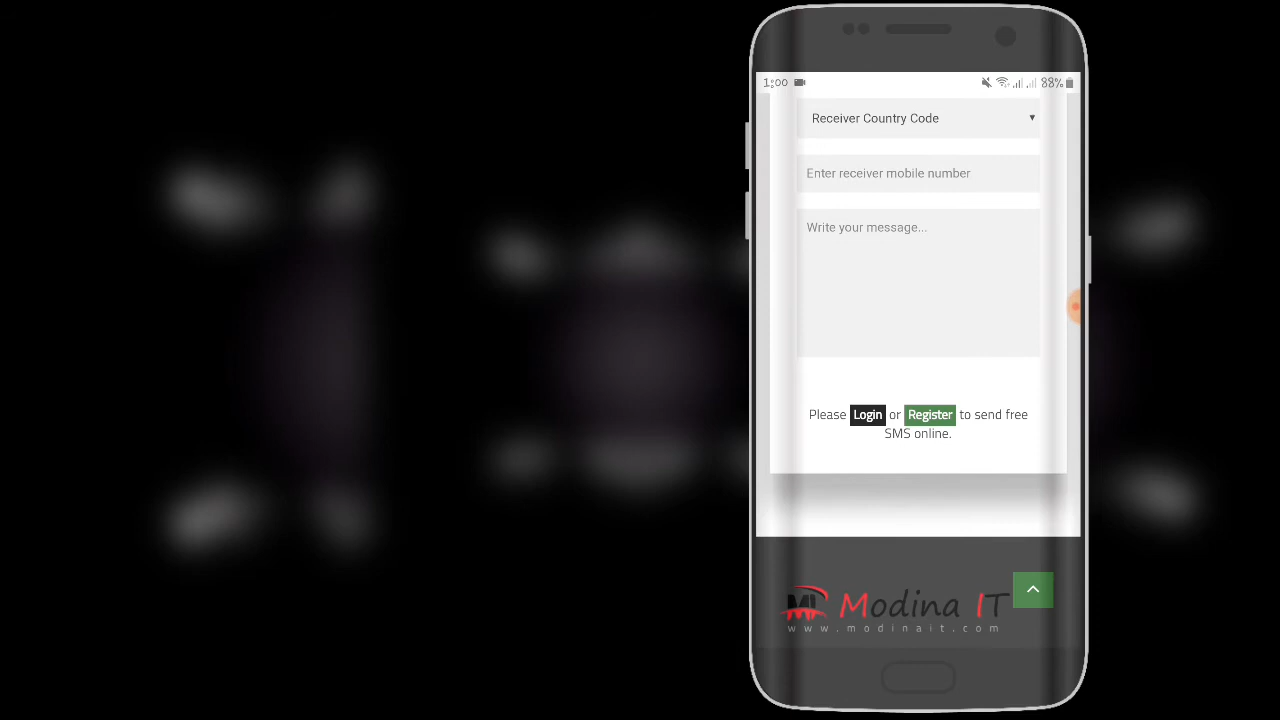 1:00 88%
Receiver Country Code
Enter receiver mobile number
Write your message...
Please Login or Register to send free
SMS online.
MI Modina IT
www.modinait.com